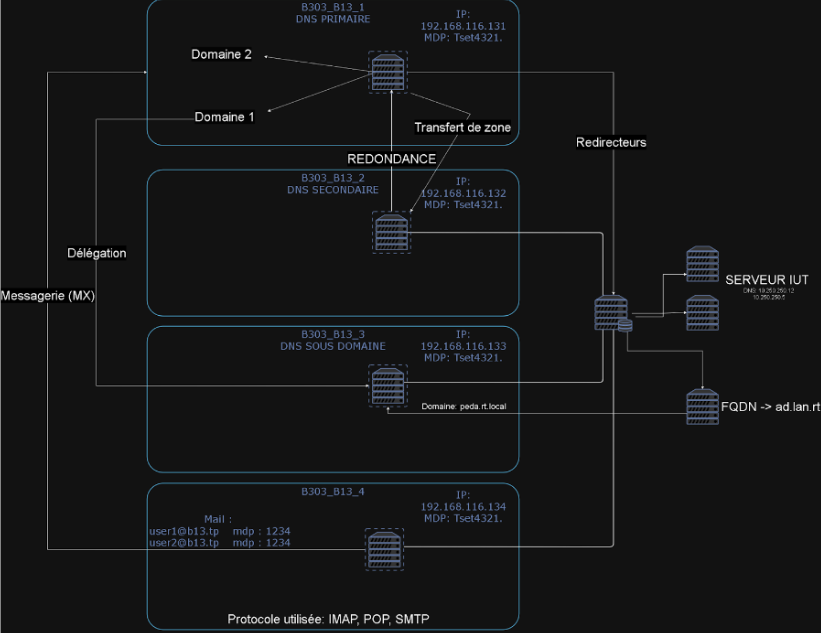 B303_B13_1
DNS PRIMAIRE
IP:
192.168.116.131
MDP: Tset4321.
Domaine 2
Domaine 1
Transfert de zone
Redirecteurs
REDONDANCE
B303_B13_2
DNS SECONDAIRE
IP:
192.168.116.132
MDP: Tset4321.
Délégation
Messagerie (MX)
SERVEUR IUT
DNS: 10.250.250.12
10.250.250.5
B303_B13_3
DNS SOUS DOMAINE
IP:
192.168.116.133
MDP: Tset4321.
Domaine: peda.rt.local
FQDN -> ad.lan.rt
B303_B13_4
IP:
192.168.116.134
MDP: Tset4321.
Mail :
user1@b13.tp mdp : 1234
user2@b13.tp mdp : 1234
Protocole utilisée: IMAP, POP, SMTP